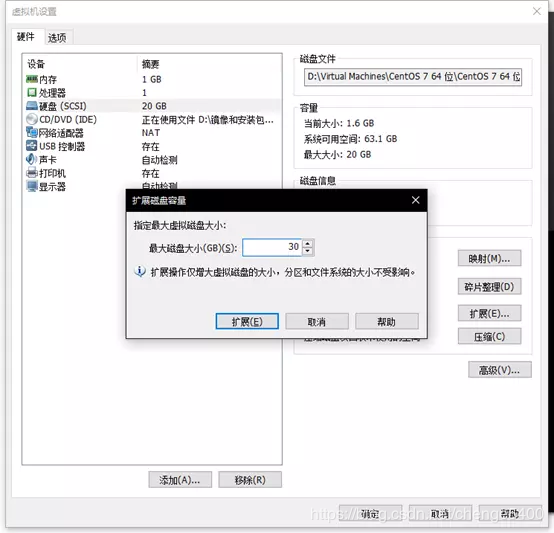 虚拟机设置
硬件 选项
设备 摘要
内存 1 GB
处理器 1
硬盘 (SCSI) 20 GB
CD/DVD (IDE) 正在使用文件 D:\镜像和安装包...
网络适配器 NAT
USB 控制器 存在
声卡 自动检测
打印机 存在
显示器 自动检测
磁盘文件
D:\Virtual Machines\CentOS 7 64 位\CentOS 7 64 位
容量
当前大小: 1.6 GB
系统可用空间: 63.1 GB
最大大小: 20 GB
磁盘信息
扩展磁盘容量
指定最大虚拟磁盘大小:
最大磁盘大小(GB)(S): 30
扩展操作仅增大虚拟磁盘的大小，分区和文件系统的大小不受影响。
扩展(E) 取消 帮助
映射(M)...
碎片整理(D)
扩展(E)...
压缩(C)
高级(V)...
添加(A)... 移除(R)
确定 取消 帮助